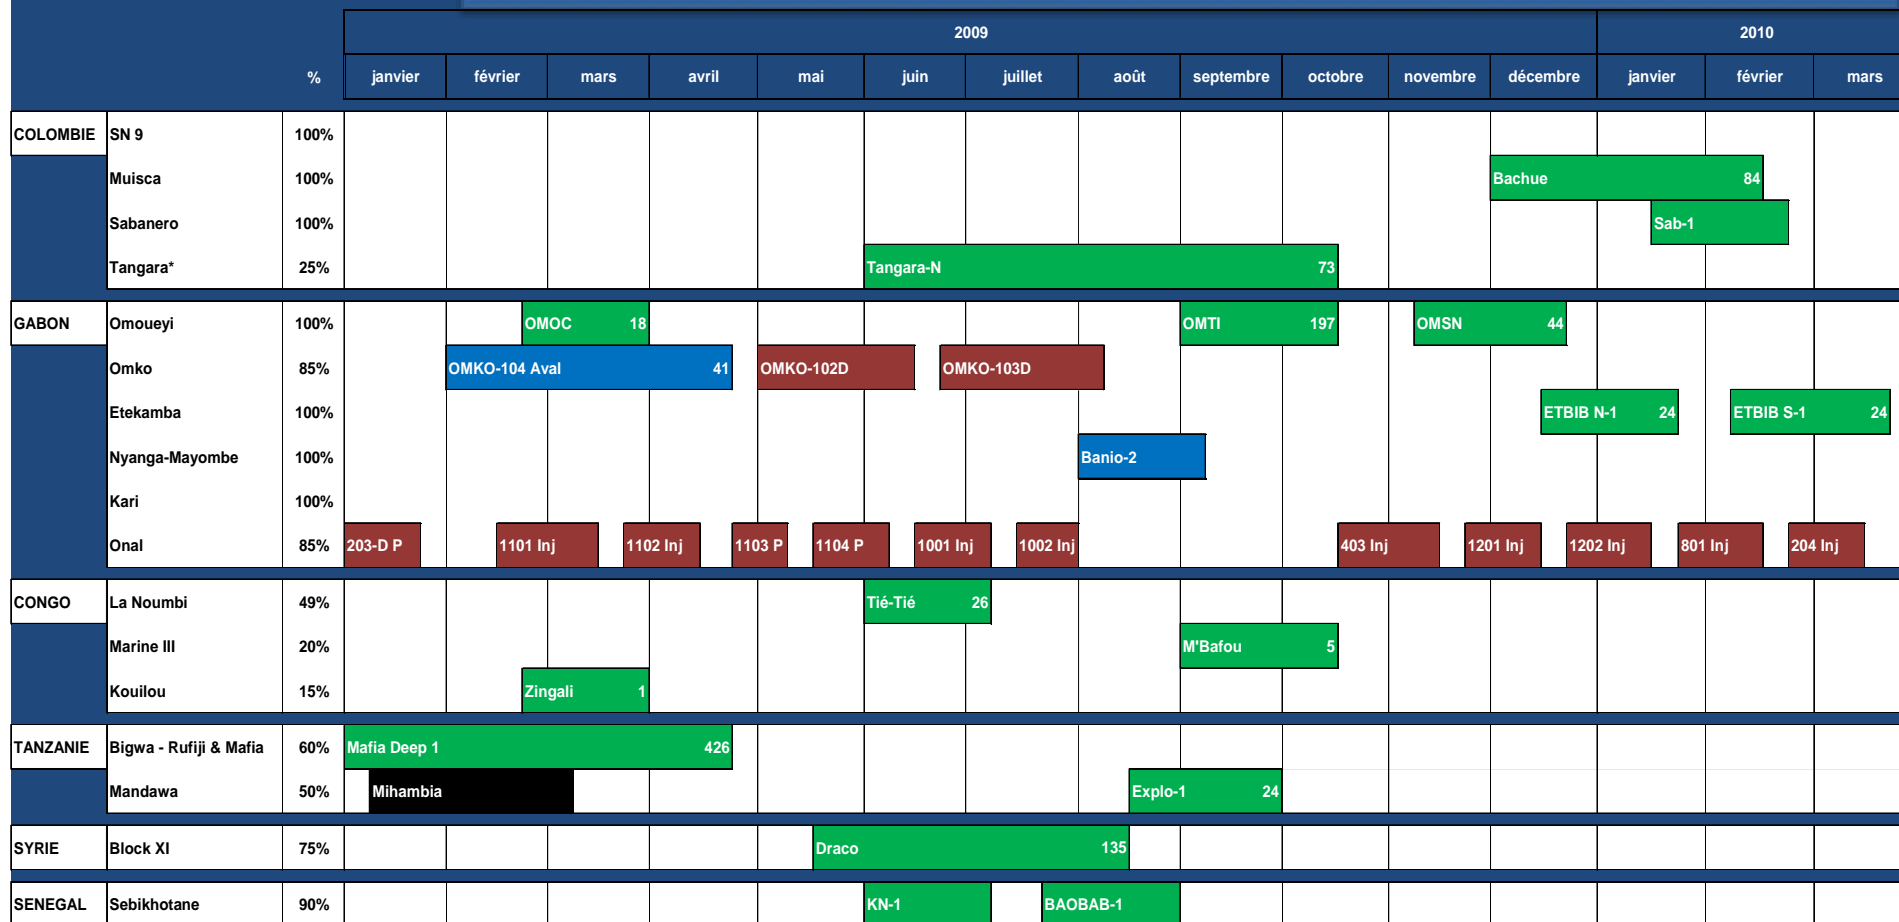 2009 2010
% janvier février mars avril mai juin juillet août septembre octobre novembre décembre janvier février mars
COLOMBIE SN 9 100%
Muisca 100% Bachue 84
Sabanero 100% Sab-1
Tangara* 25% Tangara-N 73
GABON Omoueyi 100% OMOC 18 OMTI 197 OMSN 44
Omko 85% OMKO-104 Aval 41 OMKO-102D OMKO-103D
Etekamba 100% ETBIB N-1 24 ETBIB S-1 24
Nyanga-Mayombe 100% Banio-2
Kari 100%
Onal 85% 203-D P 1101 Inj 1102 Inj 1103 P 1104 P 1001 Inj 1002 Inj 403 Inj 1201 Inj 1202 Inj 801 Inj 204 Inj
CONGO La Noumbi 49% Tié-Tié 26
Marine III 20% M'Bafou 5
Kouilou 15% Zingali 1
TANZANIE Bigwa - Rufiji & Mafia 60% Mafia Deep 1 426
Mandawa 50% Mihambia Explo-1 24
SYRIE Block XI 75% Draco 135
SENEGAL Sebikhotane 90% KN-1 BAOBAB-1